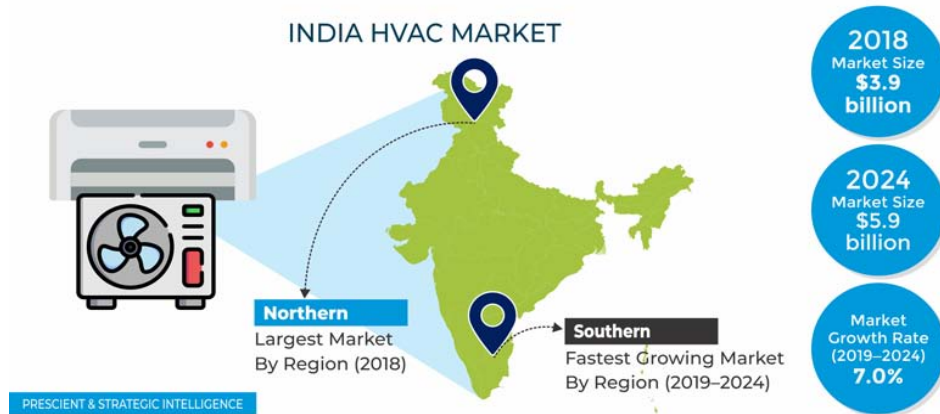 INDIA HVAC MARKET
2018
Market Size
$3.9
billion
2024
Market Size
$5.9
billion
Northern
Largest Market
By Region (2018)
Southern
Fastest Growing Market
By Region (2019–2024)
Market
Growth Rate
(2019–2024)
7.0%
PRESCIENT & STRATEGIC INTELLIGENCE